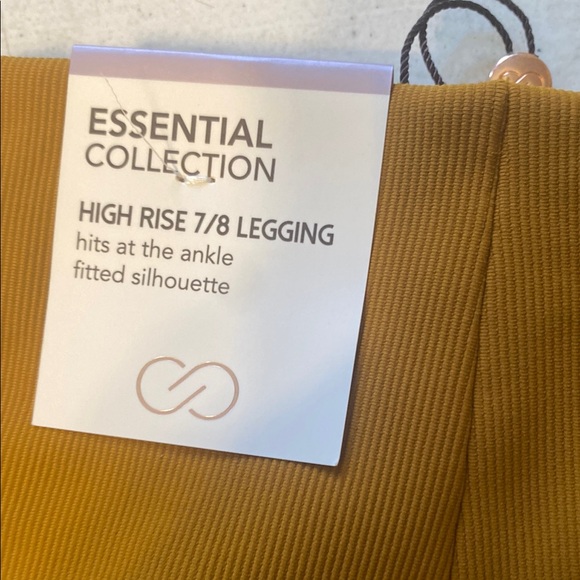 ESSENTIAL
COLLECTION
HIGH RISE 7/8 LEGGING
hits at the ankle
fitted silhouette